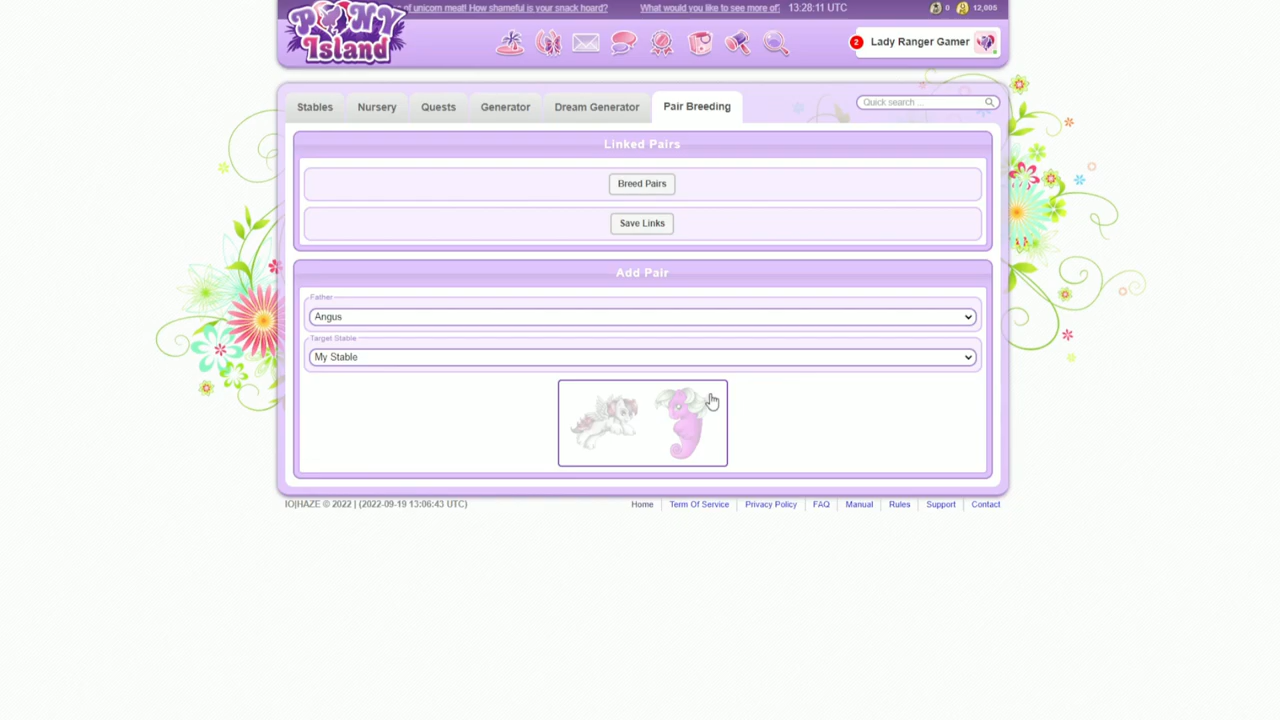 of unicorn meat! How shameful is your snack hoard?
What would you like to see more of
13:28:11 UTC
0
12,005
PONY
Island
2
Lady Ranger Gamer
Stables
Nursery
Quests
Generator
Dream Generator
Pair Breeding
Quick search ...
Linked Pairs
Breed Pairs
Save Links
Add Pair
Father
Angus
Target Stable
My Stable
IO|HAZE © 2022 | (2022-09-19 13:06:43 UTC)
Home
Term Of Service
Privacy Policy
FAQ
Manual
Rules
Support
Contact